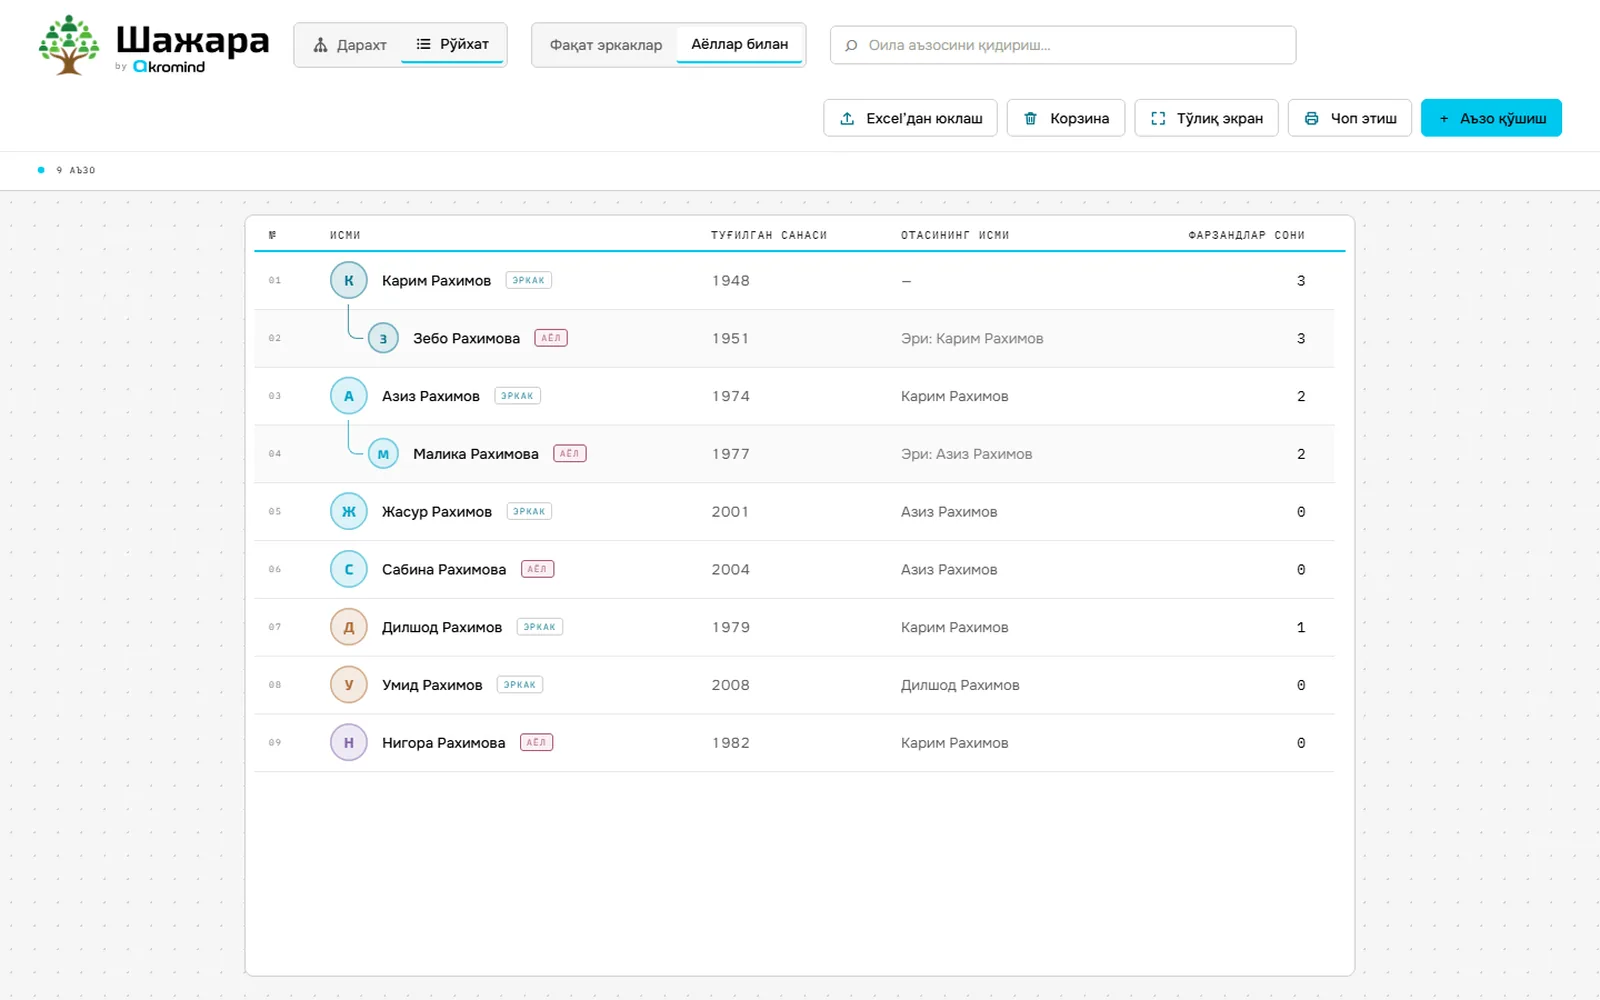 Шажара
by akromind
Дарахт Рўйхат
Фақат эркаклар Аёллар билан
Оила аъзосини қидириш...
Excel'дан юклаш Корзина Тўлиқ экран Чоп этиш + Аъзо қўшиш
9 АЪЗО
№ ИСМИ ТУҒИЛГАН САНАСИ ОТАСИНИНГ ИСМИ ФАРЗАНДЛАР СОНИ
01 К Карим Рахимов ЭРКАК 1948 — 3
02 З Зебо Рахимова АЁЛ 1951 Эри: Карим Рахимов 3
03 А Азиз Рахимов ЭРКАК 1974 Карим Рахимов 2
04 М Малика Рахимова АЁЛ 1977 Эри: Азиз Рахимов 2
05 Ж Жасур Рахимов ЭРКАК 2001 Азиз Рахимов 0
06 С Сабина Рахимова АЁЛ 2004 Азиз Рахимов 0
07 Д Дилшод Рахимов ЭРКАК 1979 Карим Рахимов 1
08 У Умид Рахимов ЭРКАК 2008 Дилшод Рахимов 0
09 Н Нигора Рахимова АЁЛ 1982 Карим Рахимов 0